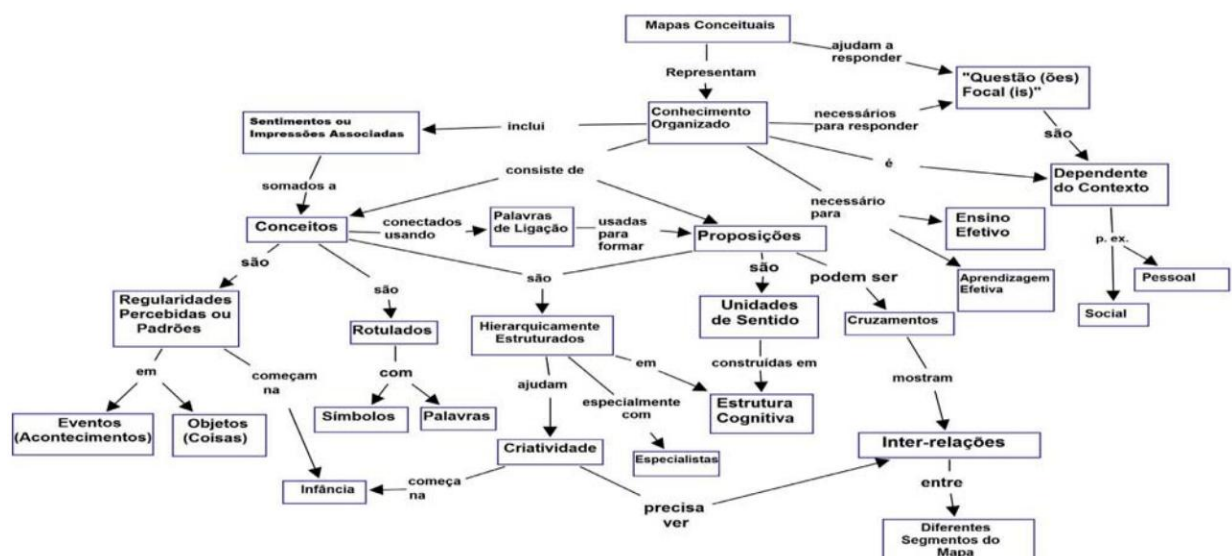 Mapas Conceituais
ajudam a
responder
Representam
"Questão (ões)
Focal (is)"
Sentimentos ou
Impressões Associadas
inclui
Conhecimento
Organizado
necessários
para responder
são
é
somados a
consiste de
Dependente
do Contexto
necessário
para
Conceitos
conectados
usando
Palavras
de Ligação
usadas
para
formar
Proposições
Ensino
Efetivo
p. ex.
são
são
são
são
podem ser
Aprendizagem
Efetiva
Pessoal
Social
Regularidades
Percebidas ou
Padrões
Rotulados
Hierarquicamente
Estruturados
Unidades
de Sentido
Cruzamentos
em
começam
na
com
ajudam
em
construídas em
mostram
especialmente
com
Eventos
(Acontecimentos)
Objetos
(Coisas)
Símbolos
Palavras
Estrutura
Cognitiva
Criatividade
Especialistas
Inter-relações
Infância
começa
na
precisa
ver
entre
Diferentes
Segmentos do
Mapa